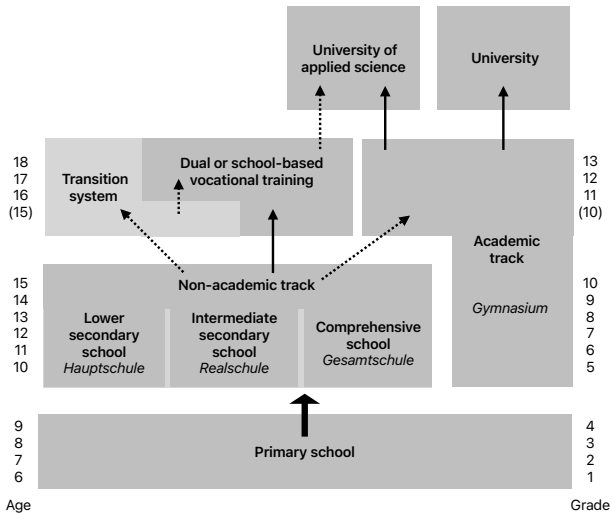 University of
applied science
University
18
17
16
(15)
Transition
system
Dual or school-based
vocational training
13
12
11
(10)
Academic
track
Gymnasium
15
14
13
12
11
10
Non-academic track
Lower
secondary
school
Hauptschule
Intermediate
secondary
school
Realschule
Comprehensive
school
Gesamtschule
10
9
8
7
6
5
9
8
7
6
Primary school
4
3
2
1
Age
Grade